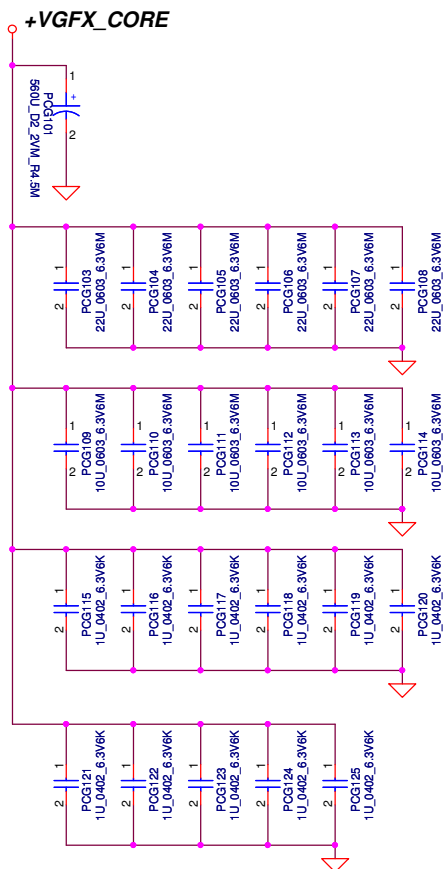 +VGFX_CORE
1
+
2
PCG101
560U_D2_2VM_R4.5M
1
2
PCG103
22U_0603_6.3V6M
1
2
PCG104
22U_0603_6.3V6M
1
2
PCG105
22U_0603_6.3V6M
1
2
PCG106
22U_0603_6.3V6M
1
2
PCG107
22U_0603_6.3V6M
1
2
PCG108
22U_0603_6.3V6M
1
2
PCG109
10U_0603_6.3V6M
1
2
PCG110
10U_0603_6.3V6M
1
2
PCG111
10U_0603_6.3V6M
1
2
PCG112
10U_0603_6.3V6M
1
2
PCG113
10U_0603_6.3V6M
1
2
PCG114
10U_0603_6.3V6M
1
2
PCG115
1U_0402_6.3V6K
1
2
PCG116
1U_0402_6.3V6K
1
2
PCG117
1U_0402_6.3V6K
1
2
PCG118
1U_0402_6.3V6K
1
2
PCG119
1U_0402_6.3V6K
1
2
PCG120
1U_0402_6.3V6K
1
2
PCG121
1U_0402_6.3V6K
1
2
PCG122
1U_0402_6.3V6K
1
2
PCG123
1U_0402_6.3V6K
1
2
PCG124
1U_0402_6.3V6K
1
2
PCG125
1U_0402_6.3V6K